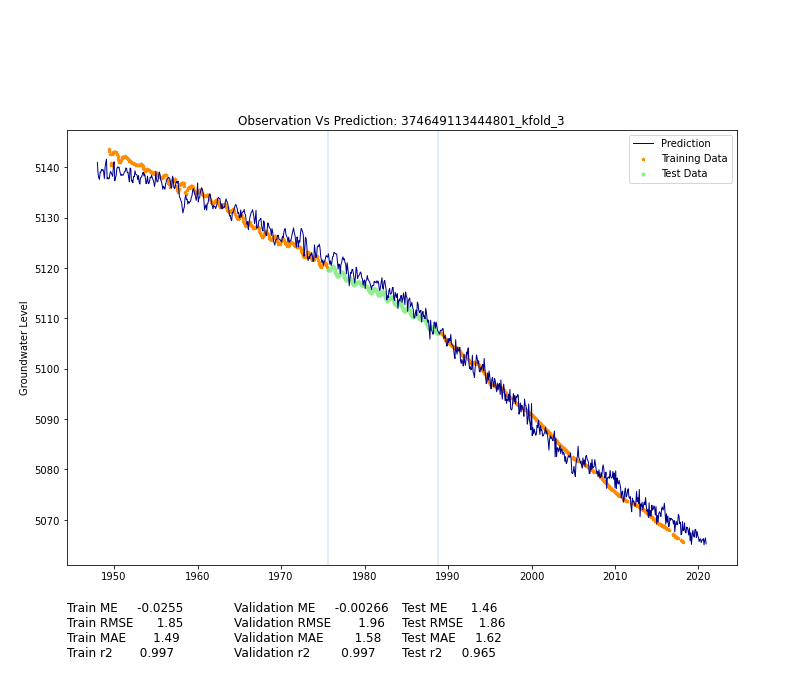 Observation Vs Prediction: 374649113444801_kfold_3
Prediction
Training Data
Test Data
Groundwater Level
5140
5130
5120
5110
5100
5090
5080
5070
1950 1960 1970 1980 1990 2000 2010 2020
Train ME -0.0255 Validation ME -0.00266 Test ME 1.46
Train RMSE 1.85 Validation RMSE 1.96 Test RMSE 1.86
Train MAE 1.49 Validation MAE 1.58 Test MAE 1.62
Train r2 0.997 Validation r2 0.997 Test r2 0.965